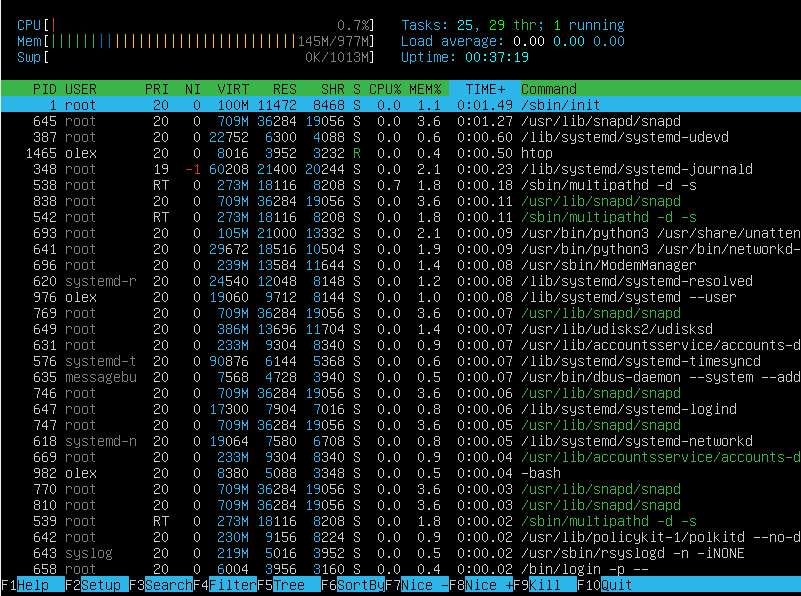 CPU[| 0.7%] Tasks: 25, 29 thr; 1 running
Mem[|||||||||||||||||||||||||||||||145M/977M] Load average: 0.00 0.00 0.00
Swp[ 0K/1013M] Uptime: 00:37:19
PID USER PRI NI VIRT RES SHR S CPU% MEM% TIME+ Command
1 root 20 0 100M 11472 8468 S 0.0 1.1 0:01.49 /sbin/init
645 root 20 0 709M 36284 19056 S 0.0 3.6 0:01.27 /usr/lib/snapd/snapd
387 root 20 0 22752 6300 4088 S 0.0 0.6 0:00.60 /lib/systemd/systemd-udevd
1465 olex 20 0 8016 3952 3232 R 0.0 0.4 0:00.50 htop
348 root 19 -1 60208 21400 20244 S 0.0 2.1 0:00.23 /lib/systemd/systemd-journald
538 root RT 0 273M 18116 8208 S 0.7 1.8 0:00.18 /sbin/multipathd -d -s
838 root 20 0 709M 36284 19056 S 0.0 3.6 0:00.11 /usr/lib/snapd/snapd
542 root RT 0 273M 18116 8208 S 0.0 1.8 0:00.11 /sbin/multipathd -d -s
693 root 20 0 105M 21000 13332 S 0.0 2.1 0:00.09 /usr/bin/python3 /usr/share/unatten
641 root 20 0 29672 18516 10504 S 0.0 1.9 0:00.09 /usr/bin/python3 /usr/bin/networkd-
696 root 20 0 239M 13584 11644 S 0.0 1.4 0:00.08 /usr/sbin/ModemManager
620 systemd-r 20 0 24540 12048 8148 S 0.0 1.2 0:00.08 /lib/systemd/systemd-resolved
976 olex 20 0 19060 9712 8144 S 0.0 1.0 0:00.08 /lib/systemd/systemd --user
769 root 20 0 709M 36284 19056 S 0.0 3.6 0:00.07 /usr/lib/snapd/snapd
649 root 20 0 386M 13696 11704 S 0.0 1.4 0:00.07 /usr/lib/udisks2/udisksd
631 root 20 0 233M 9304 8340 S 0.0 0.9 0:00.07 /usr/lib/accountsservice/accounts-d
576 systemd-t 20 0 90876 6144 5368 S 0.0 0.6 0:00.07 /lib/systemd/systemd-timesyncd
635 messagebu 20 0 7568 4728 3940 S 0.0 0.5 0:00.07 /usr/bin/dbus-daemon --system --add
746 root 20 0 709M 36284 19056 S 0.0 3.6 0:00.06 /usr/lib/snapd/snapd
647 root 20 0 17300 7904 7016 S 0.0 0.8 0:00.06 /lib/systemd/systemd-logind
747 root 20 0 709M 36284 19056 S 0.0 3.6 0:00.05 /usr/lib/snapd/snapd
618 systemd-n 20 0 19064 7580 6708 S 0.0 0.8 0:00.05 /lib/systemd/systemd-networkd
669 root 20 0 233M 9304 8340 S 0.0 0.9 0:00.04 /usr/lib/accountsservice/accounts-d
982 olex 20 0 8380 5088 3348 S 0.0 0.5 0:00.04 -bash
770 root 20 0 709M 36284 19056 S 0.0 3.6 0:00.03 /usr/lib/snapd/snapd
810 root 20 0 709M 36284 19056 S 0.0 3.6 0:00.03 /usr/lib/snapd/snapd
539 root RT 0 273M 18116 8208 S 0.0 1.8 0:00.02 /sbin/multipathd -d -s
642 root 20 0 230M 9156 8224 S 0.0 0.9 0:00.02 /usr/lib/policykit-1/polkitd --no-d
643 syslog 20 0 219M 5016 3952 S 0.0 0.5 0:00.02 /usr/sbin/rsyslogd -n -iNONE
658 root 20 0 6004 3956 3160 S 0.0 0.4 0:00.02 /bin/login -p --
F1Help F2Setup F3SearchF4FilterF5Tree F6SortByF7Nice -F8Nice +F9Kill F10Quit